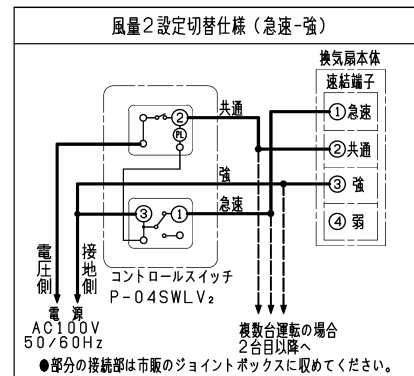 風量2設定切替仕様（急速-強）
換気扇本体
速結端子
①急速
②共通
③強
④弱
共通
強
急速
②
PL
③
①
電圧側
接地側
電源
AC100V
50/60Hz
コントロールスイッチ
P-04SWLV₂
複数台運転の場合
2台目以降へ
●部分の接続部は市販のジョイントボックスに収めてください。